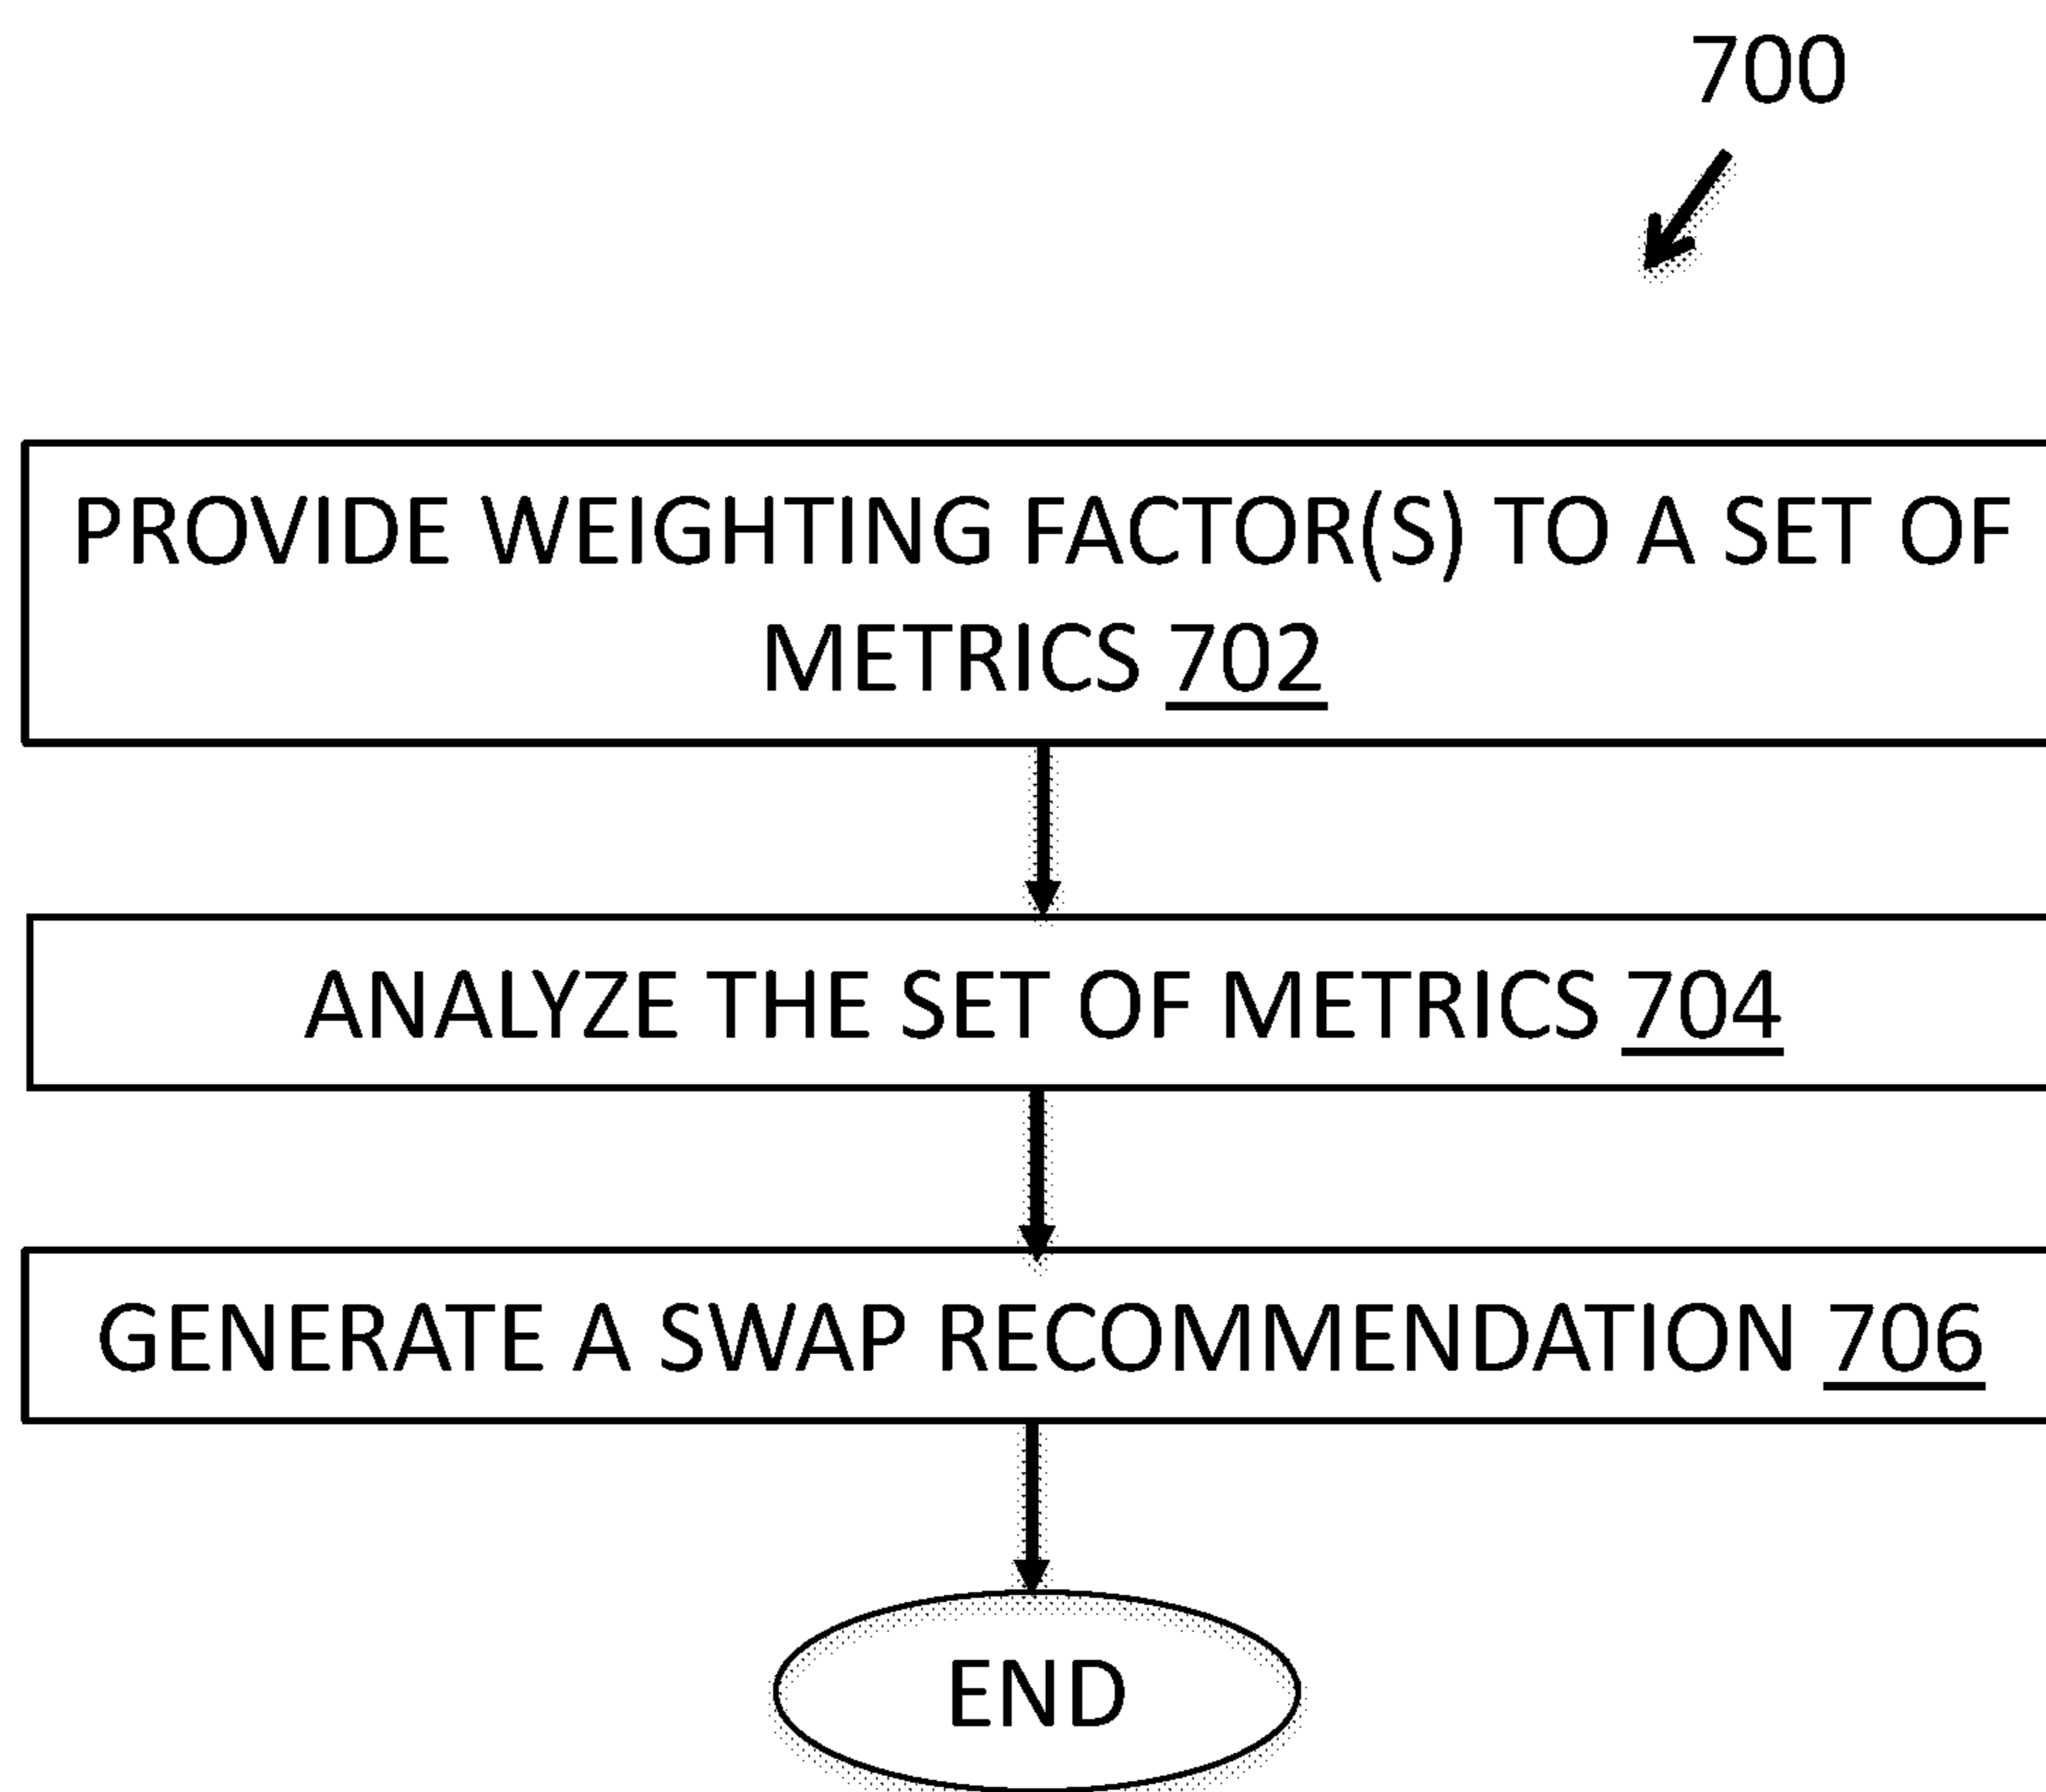 700
PROVIDE WEIGHTING FACTOR(S) TO A SET OF
METRICS 702
ANALYZE THE SET OF METRICS 704
GENERATE A SWAP RECOMMENDATION 706
END